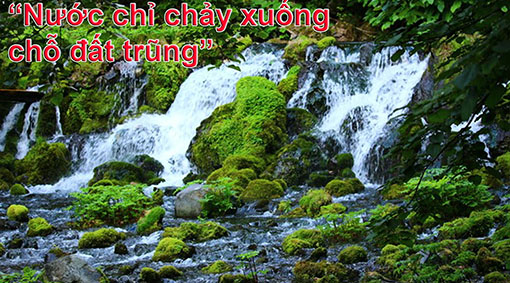 “Nước chỉ chảy xuống
chỗ đất trũng”